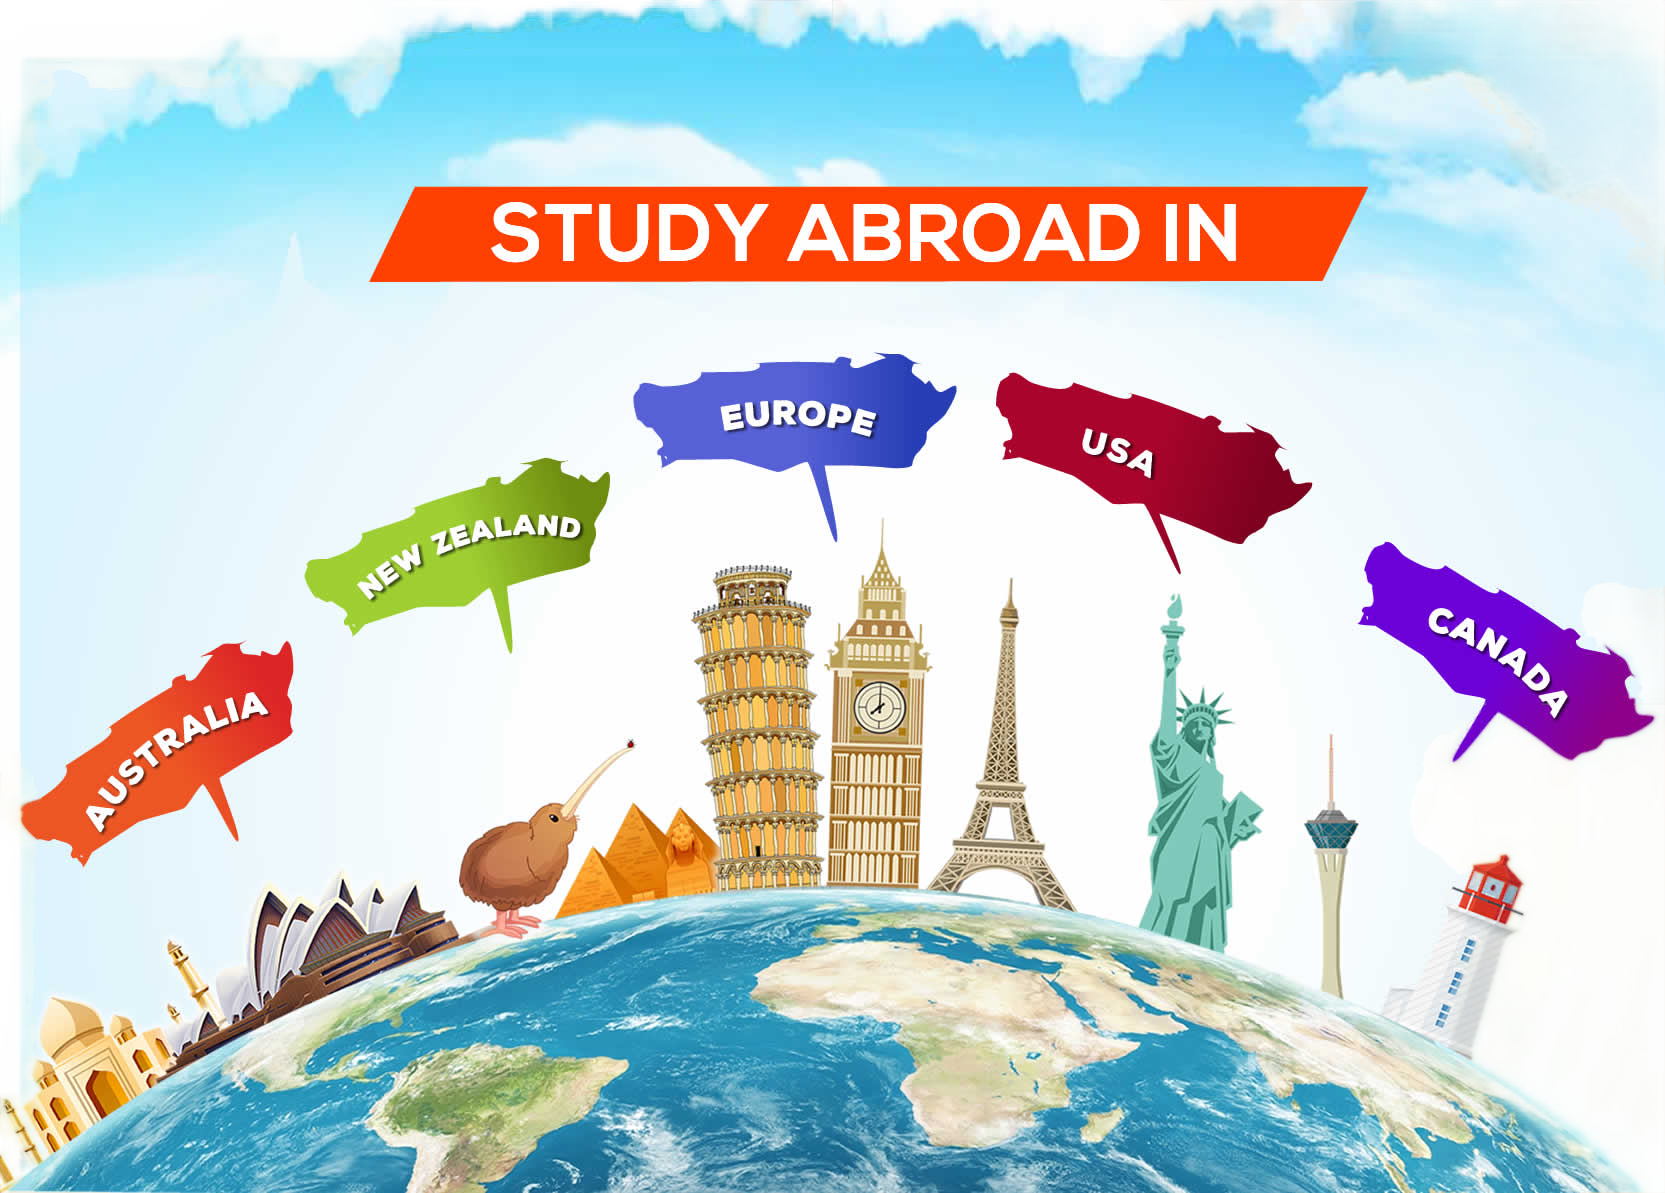 STUDY ABROAD IN
AUSTRALIA
NEW ZEALAND
EUROPE
USA
CANADA